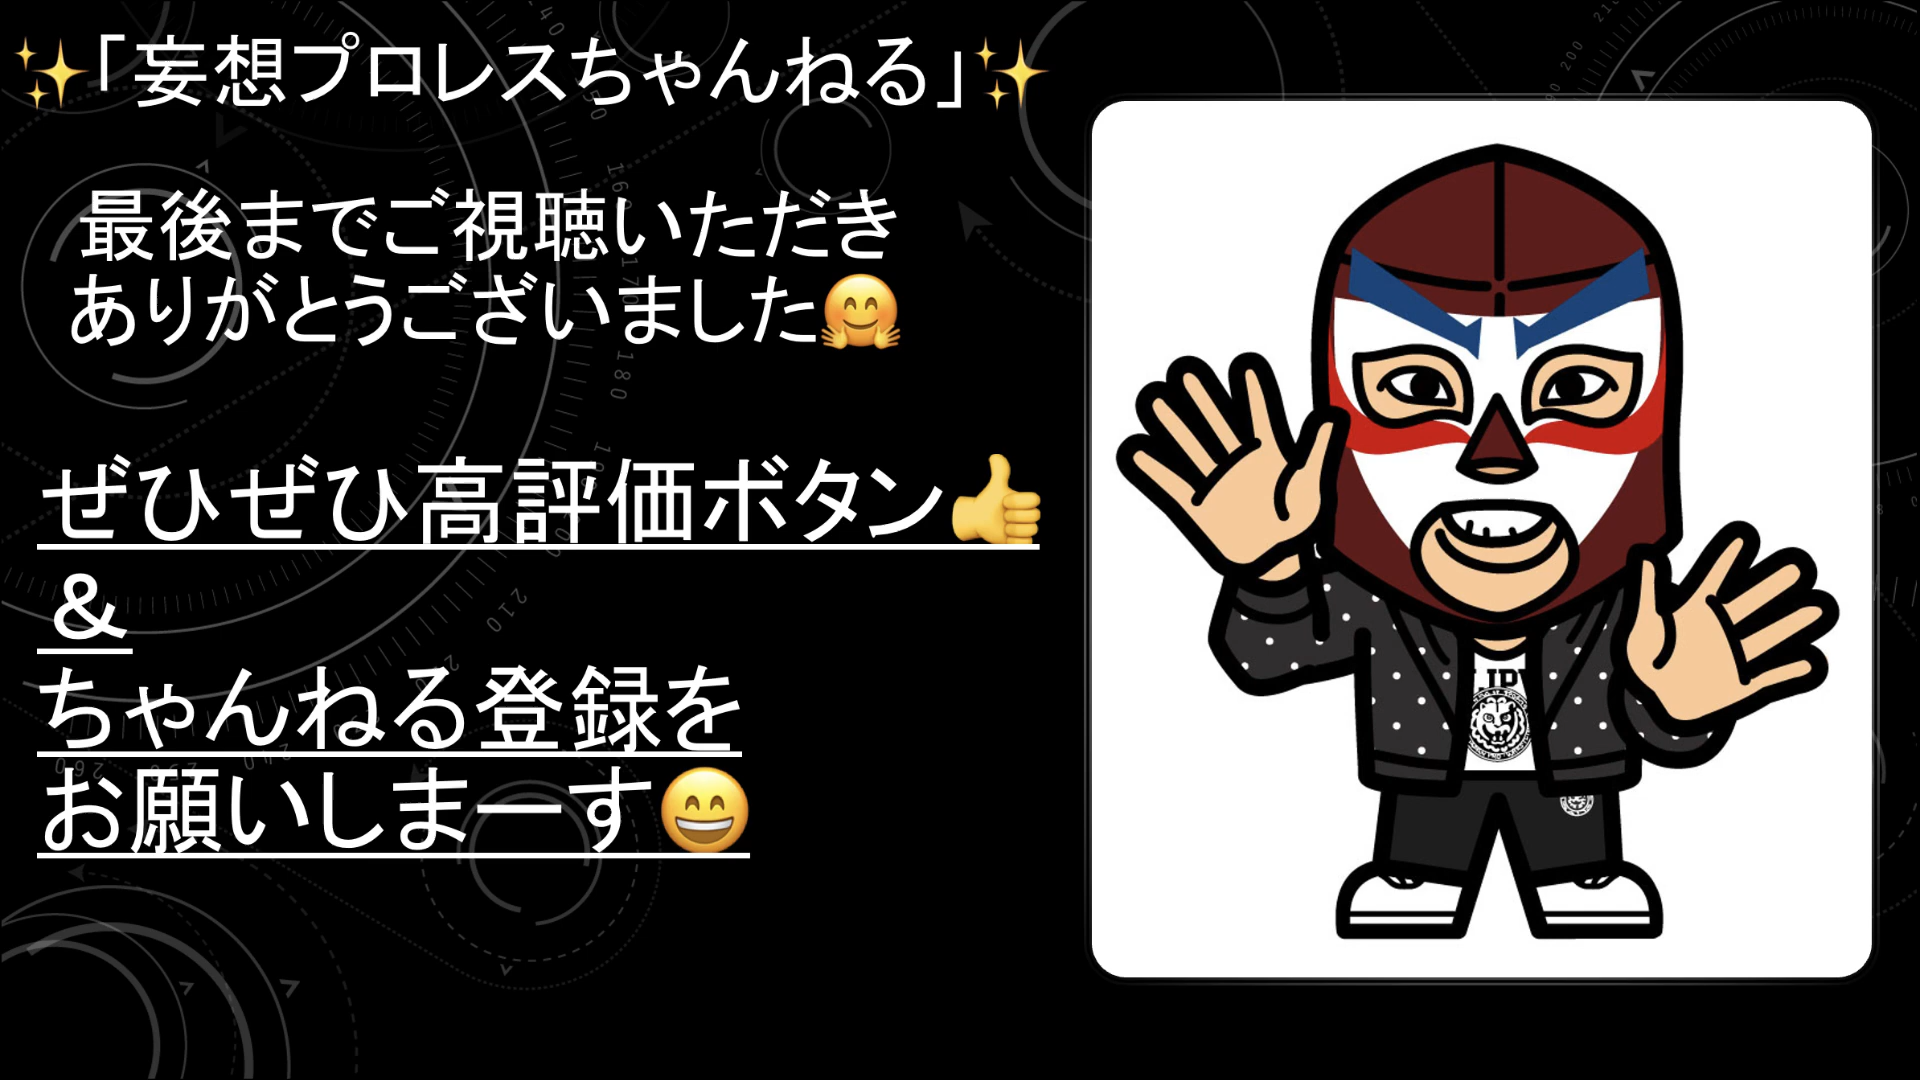 ✨「妄想プロレスちゃんねる」✨
最後までご視聴いただき
ありがとうございました🤗
ぜひぜひ高評価ボタン👍
&
ちゃんねる登録を
お願いしまーす😄